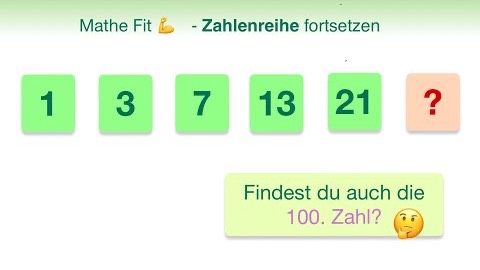 Mathe Fit 💪 - Zahlenreihe fortsetzen
1 3 7 13 21 ?
Findest du auch die
100. Zahl? 🤔